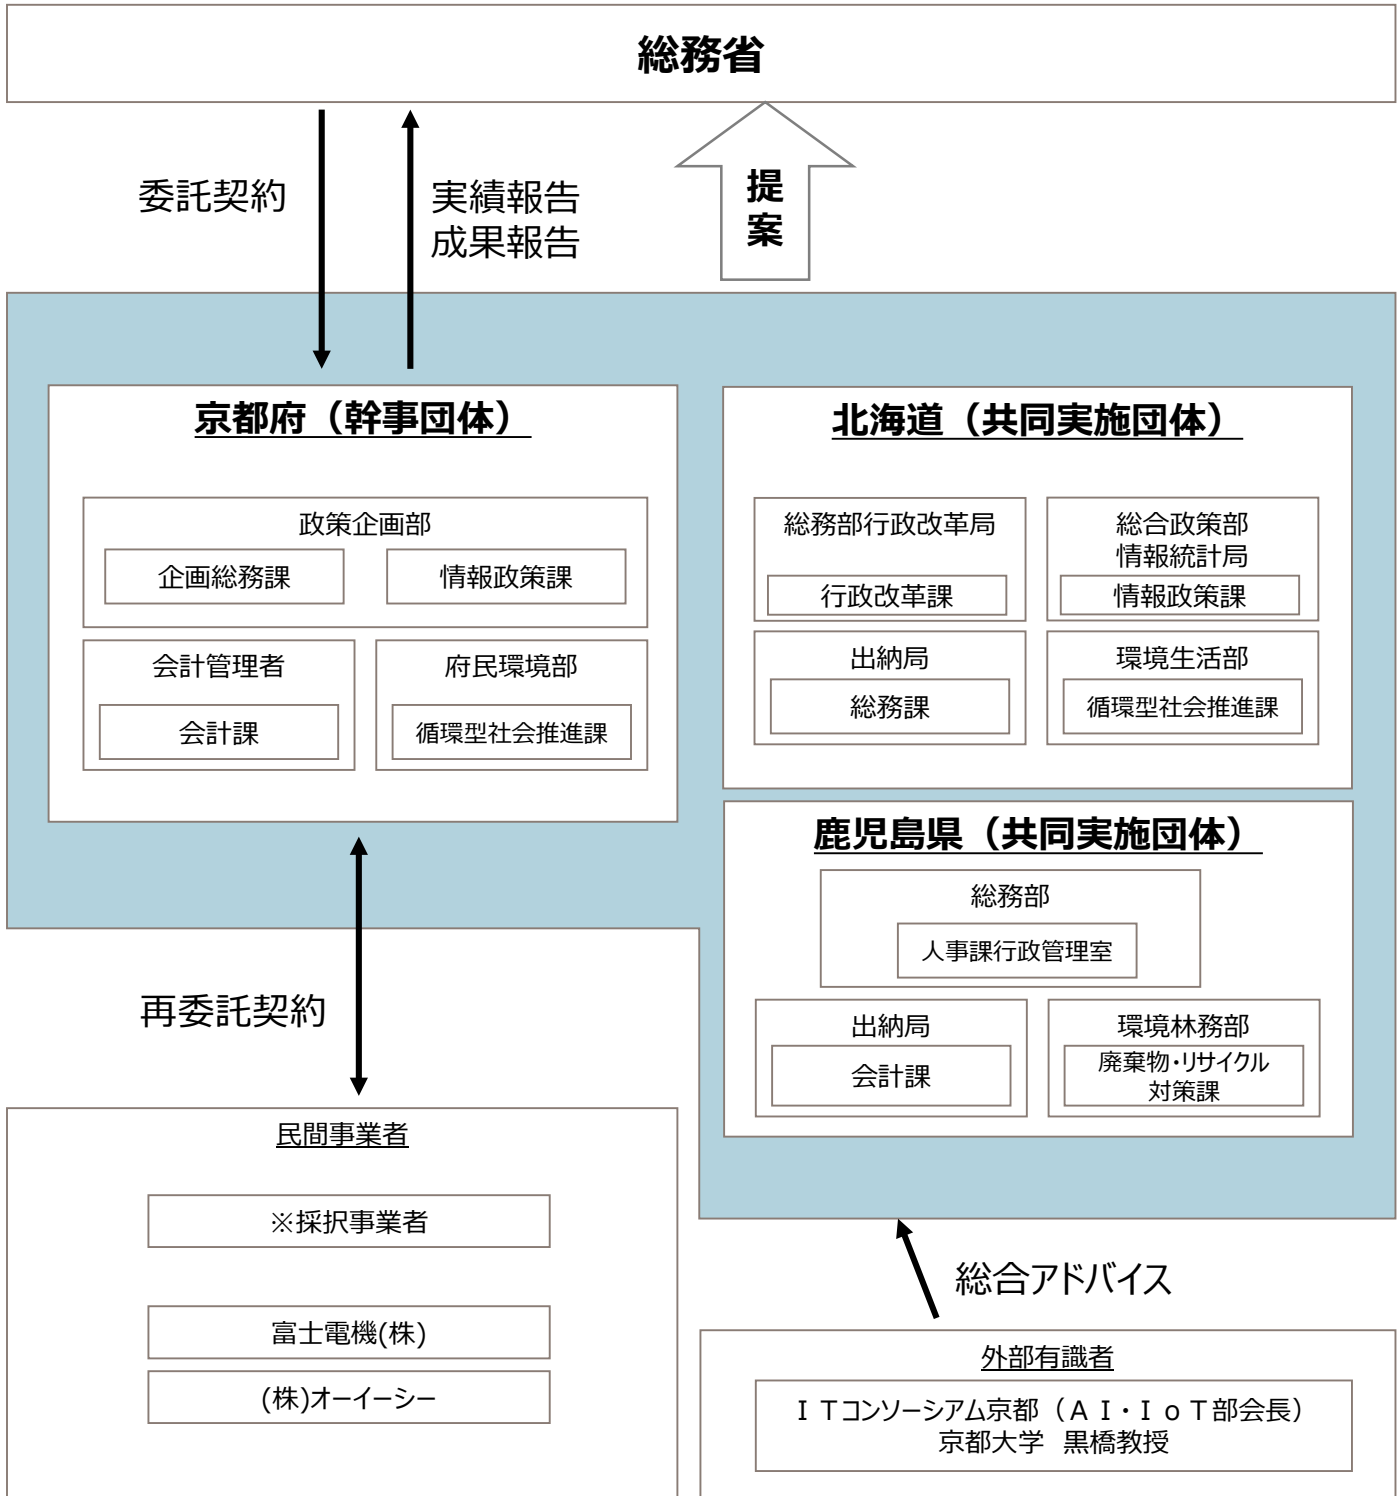 総務省
委託契約
実績報告
成果報告
提
案
京都府（幹事団体）
政策企画部
企画総務課
情報政策課
会計管理者
会計課
府民環境部
循環型社会推進課
北海道（共同実施団体）
総務部行政改革局
行政改革課
総合政策部
情報統計局
情報政策課
出納局
総務課
環境生活部
循環型社会推進課
鹿児島県（共同実施団体）
総務部
人事課行政管理室
出納局
会計課
環境林務部
廃棄物・リサイクル
対策課
再委託契約
民間事業者
※採択事業者
富士電機(株)
(株)オーイーシー
総合アドバイス
外部有識者
ＩＴコンソーシアム京都（ＡＩ・ＩｏＴ部会長）
京都大学　黒橋教授